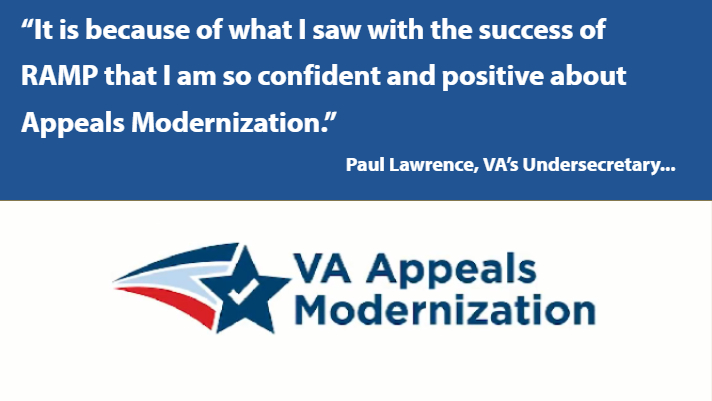 “It is because of what I saw with the success of
RAMP that I am so confident and positive about
Appeals Modernization.”
Paul Lawrence, VA’s Undersecretary...
VA Appeals
Modernization